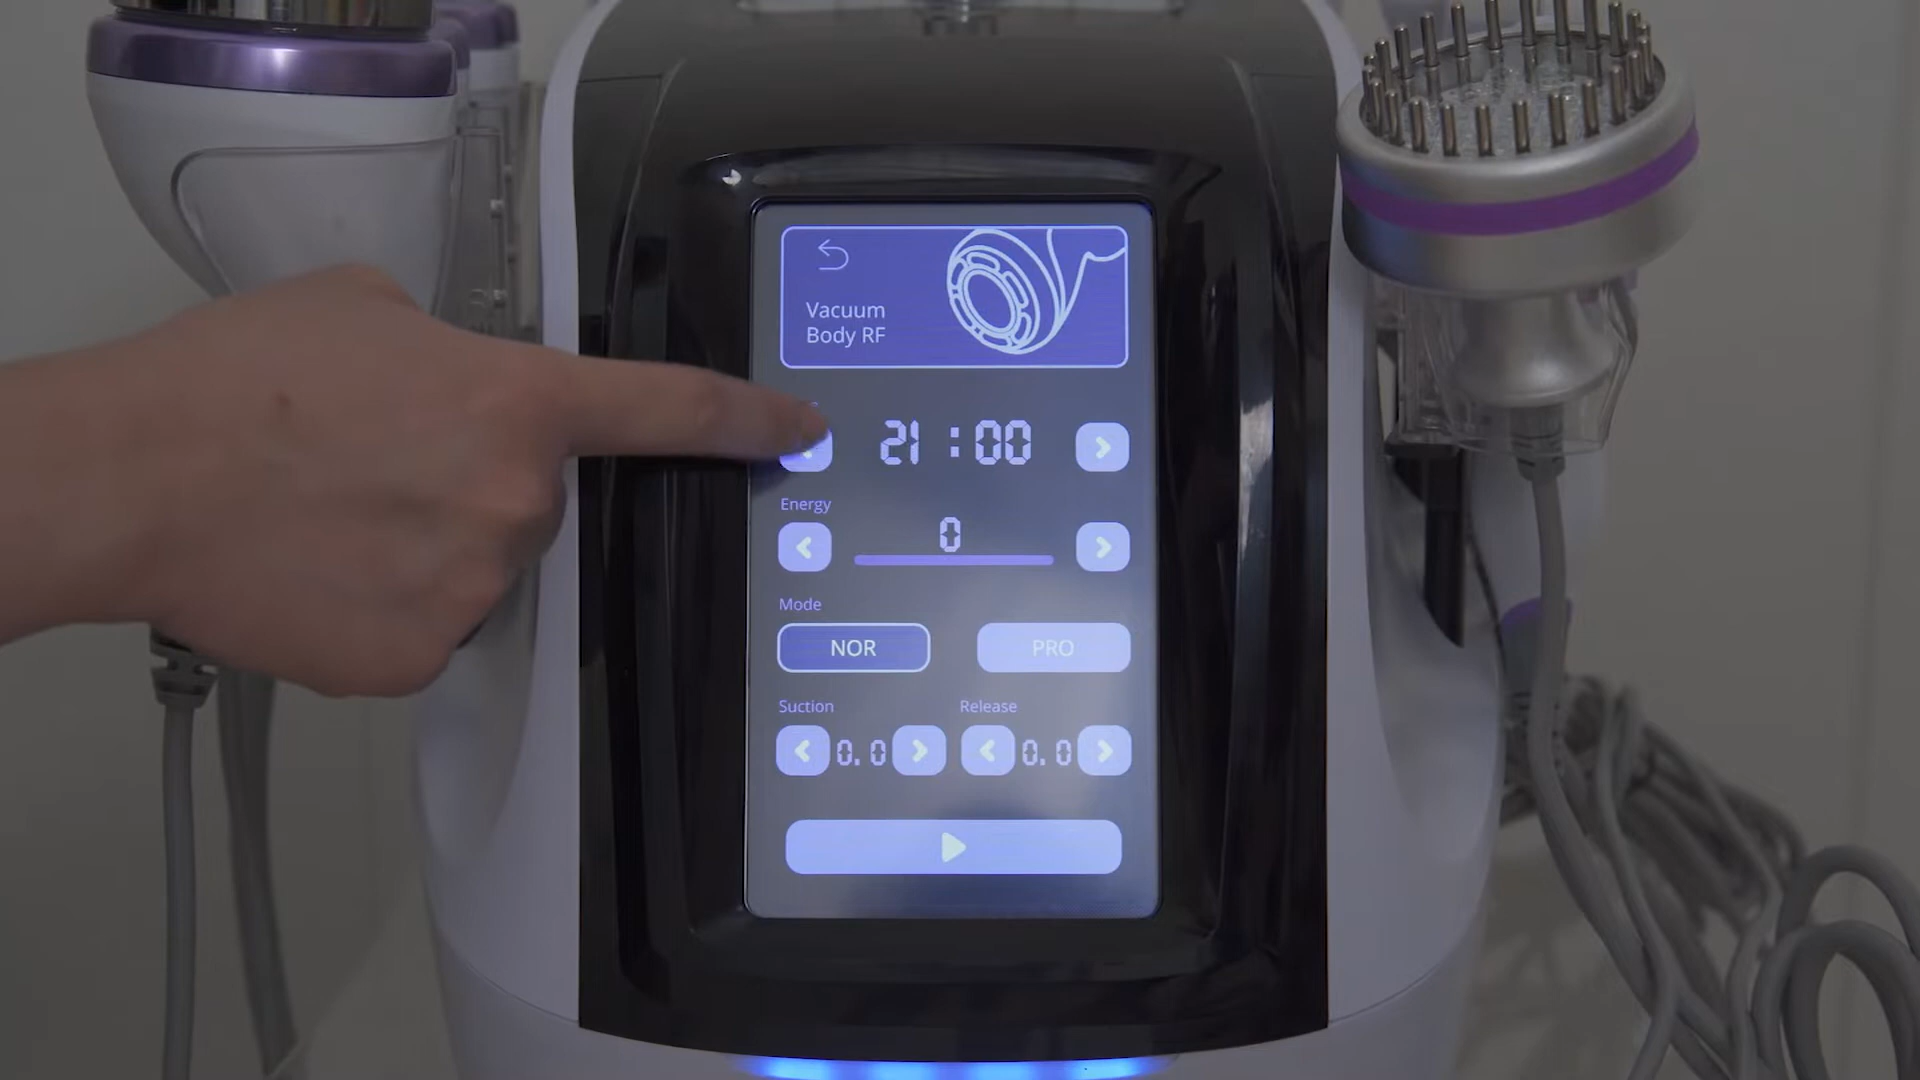 Vacuum
Body RF
21:00
Energy
0
Mode
NOR PRO
Suction Release
0.0 0.0